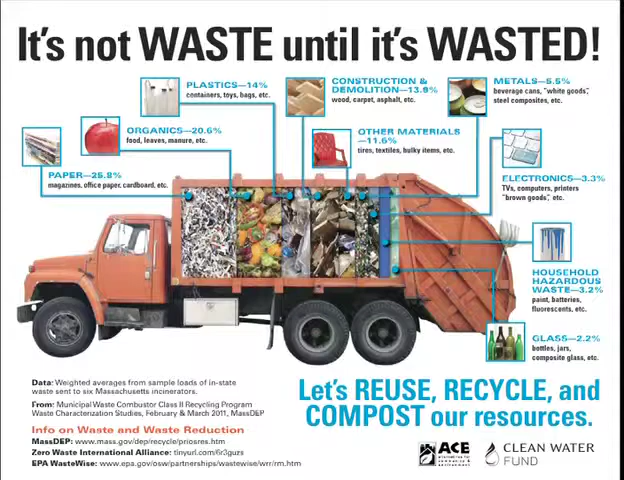 It's not WASTE until it's WASTED!
PLASTICS—14%
containers, toys, bags, etc.
CONSTRUCTION &
DEMOLITION—13.9%
wood, carpet, asphalt, etc.
METALS—5.5%
beverage cans, "white goods,"
steel composites, etc.
ORGANICS—20.6%
food, leaves, manure, etc.
OTHER MATERIALS
—11.6%
tires, textiles, bulky items, etc.
PAPER—25.8%
magazines, office paper, cardboard, etc.
ELECTRONICS—3.3%
TVs, computers, printers
"brown goods," etc.
HOUSEHOLD
HAZARDOUS
WASTE—3.2%
paint, batteries,
fluorescents, etc.
GLASS—2.2%
bottles, jars,
composite glass, etc.
Data: Weighted averages from sample loads of in-state
waste sent to six Massachusetts incinerators.
From: Municipal Waste Combustor Class II Recycling Program
Waste Characterization Studies, February & March 2011, MassDEP
Info on Waste and Waste Reduction
MassDEP: www.mass.gov/dep/recycle/priosres.htm
Zero Waste International Alliance: tinyurl.com/6r3guzs
EPA WasteWise: www.epa.gov/osw/partnerships/wastewise/wrr/rm.htm
Let's REUSE, RECYCLE, and
COMPOST our resources.
ACE
alternatives for
community &
environment
CLEAN WATER
FUND